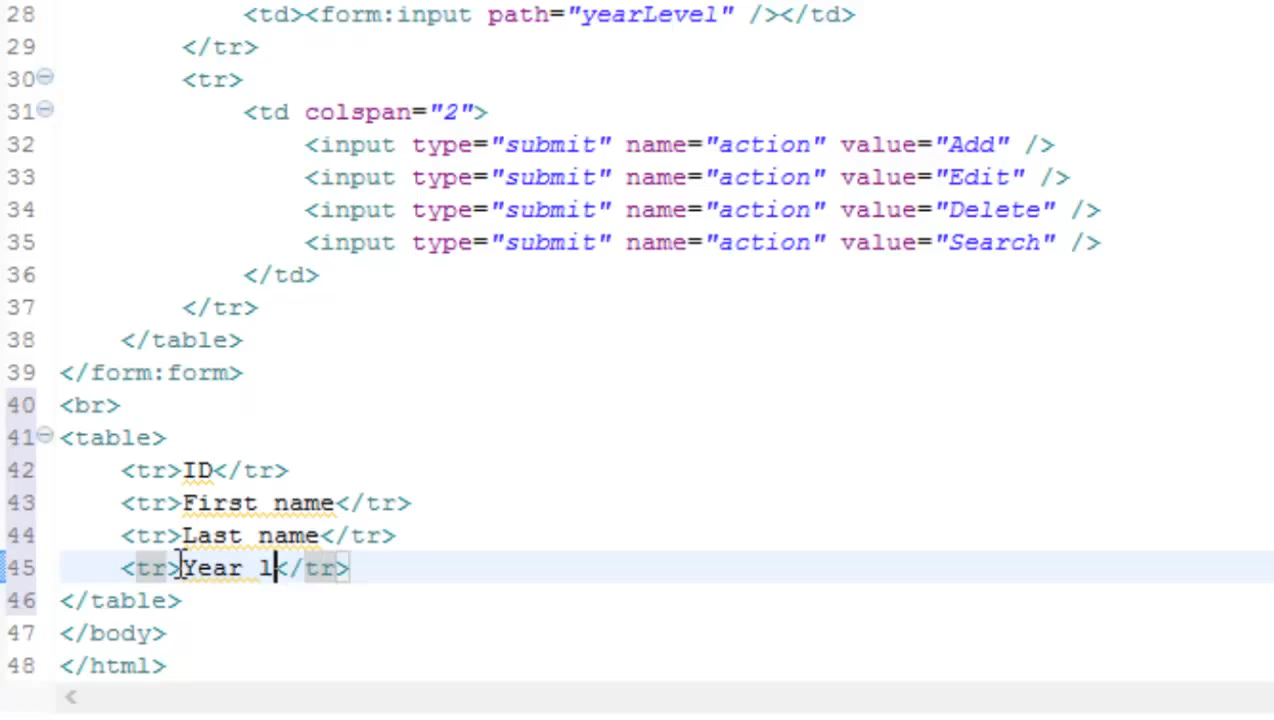 28 <td><form:input path="yearLevel" /></td>
29 </tr>
30 <tr>
31 <td colspan="2">
32 <input type="submit" name="action" value="Add" />
33 <input type="submit" name="action" value="Edit" />
34 <input type="submit" name="action" value="Delete" />
35 <input type="submit" name="action" value="Search" />
36 </td>
37 </tr>
38 </table>
39 </form:form>
40 <br>
41 <table>
42 <tr>ID</tr>
43 <tr>First name</tr>
44 <tr>Last name</tr>
45 <tr>Year l</tr>
46 </table>
47 </body>
48 </html>